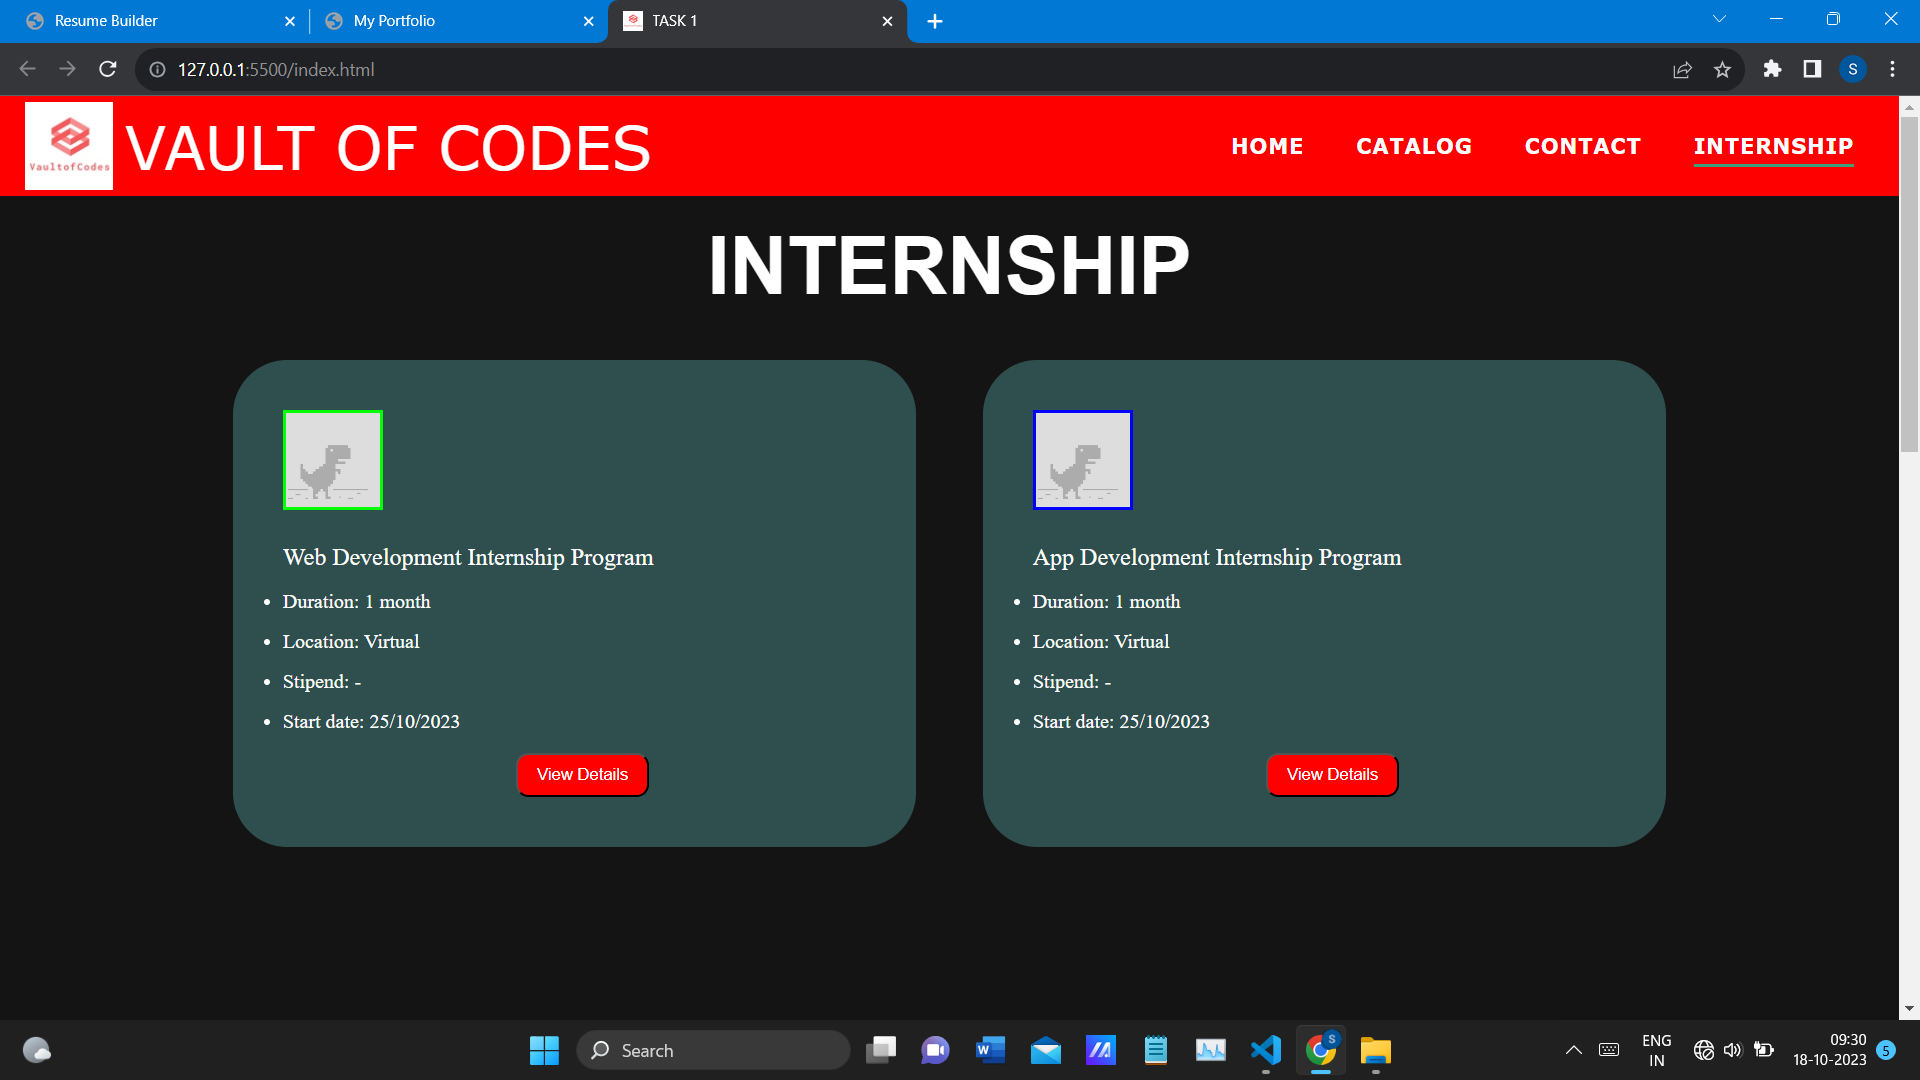 Resume Builder
My Portfolio
TASK 1
127.0.0.1:5500/index.html
S
VaultofCodes
VAULT OF CODES
HOME
CATALOG
CONTACT
INTERNSHIP
INTERNSHIP
Web Development Internship Program
• Duration: 1 month
• Location: Virtual
• Stipend: -
• Start date: 25/10/2023
View Details
App Development Internship Program
• Duration: 1 month
• Location: Virtual
• Stipend: -
• Start date: 25/10/2023
View Details
Search
W
S
ENG
IN
09:30
18-10-2023
5